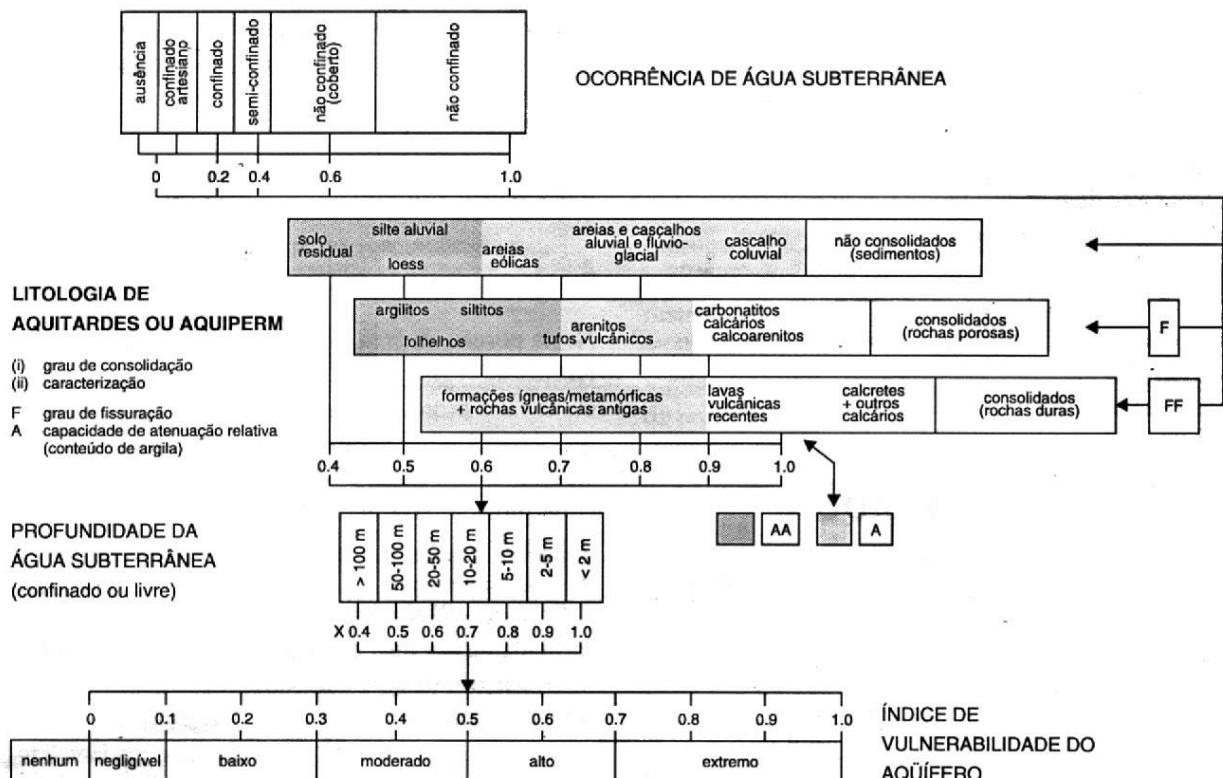 ausência
confinado
artesiano
confinado
semi-confinado
não confinado
(coberto)
não confinado
OCORRÊNCIA DE ÁGUA SUBTERRÂNEA
0 0.2 0.4 0.6 1.0
solo
residual
silte aluvial
loess
areias
eólicas
areias e cascalhos
aluvial e flúvio-
glacial
cascalho
coluvial
não consolidados
(sedimentos)
LITOLOGIA DE
AQUITARDES OU AQUIPERM
(i) grau de consolidação
(ii) caracterização
F grau de fissuração
A capacidade de atenuação relativa
(conteúdo de argila)
argilitos
siltitos
folhelhos
arenitos
tufos vulcânicos
carbonatitos
calcários
calcoarenitos
consolidados
(rochas porosas)
F
formações ígneas/metamórficas
+ rochas vulcânicas antigas
lavas
vulcânicas
recentes
calcretes
+ outros
calcários
consolidados
(rochas duras)
FF
0.4 0.5 0.6 0.7 0.8 0.9 1.0
AA
A
PROFUNDIDADE DA
ÁGUA SUBTERRÂNEA
(confinado ou livre)
> 100 m
50-100 m
20-50 m
10-20 m
5-10 m
2-5 m
< 2 m
X 0.4 0.5 0.6 0.7 0.8 0.9 1.0
0 0.1 0.2 0.3 0.4 0.5 0.6 0.7 0.8 0.9 1.0
nenhum negligível baixo moderado alto extremo
ÍNDICE DE
VULNERABILIDADE DO
AQÜÍFERO